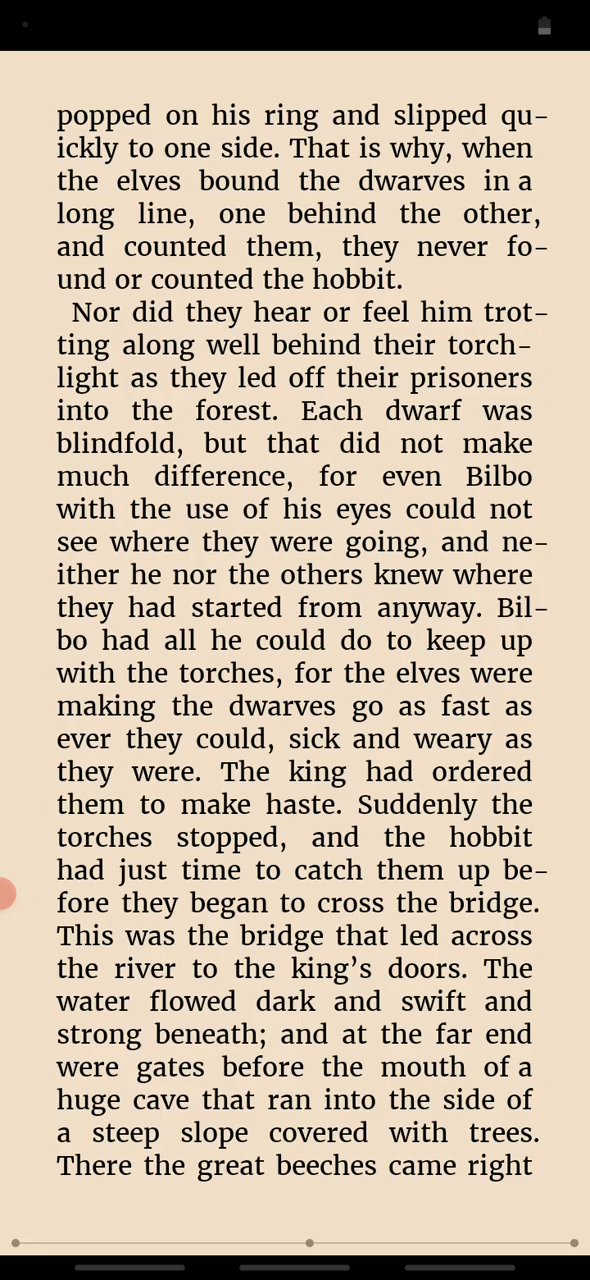 popped on his ring and slipped qu-
ickly to one side. That is why, when
the elves bound the dwarves in a
long line, one behind the other,
and counted them, they never fo-
und or counted the hobbit.
Nor did they hear or feel him trot-
ting along well behind their torch-
light as they led off their prisoners
into the forest. Each dwarf was
blindfold, but that did not make
much difference, for even Bilbo
with the use of his eyes could not
see where they were going, and ne-
ither he nor the others knew where
they had started from anyway. Bil-
bo had all he could do to keep up
with the torches, for the elves were
making the dwarves go as fast as
ever they could, sick and weary as
they were. The king had ordered
them to make haste. Suddenly the
torches stopped, and the hobbit
had just time to catch them up be-
fore they began to cross the bridge.
This was the bridge that led across
the river to the king’s doors. The
water flowed dark and swift and
strong beneath; and at the far end
were gates before the mouth of a
huge cave that ran into the side of
a steep slope covered with trees.
There the great beeches came right